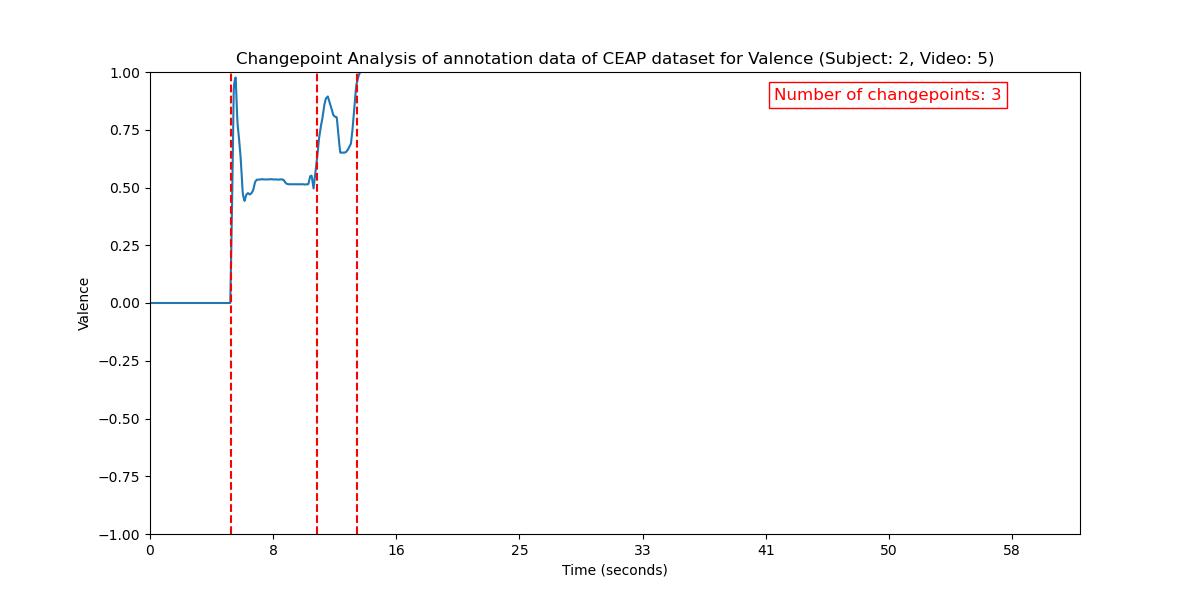 Changepoint Analysis of annotation data of CEAP dataset for Valence (Subject: 2, Video: 5)
Number of changepoints: 3
1.00
0.75
0.50
0.25
0.00
−0.25
−0.50
−0.75
−1.00
Valence
0 8 16 25 33 41 50 58
Time (seconds)